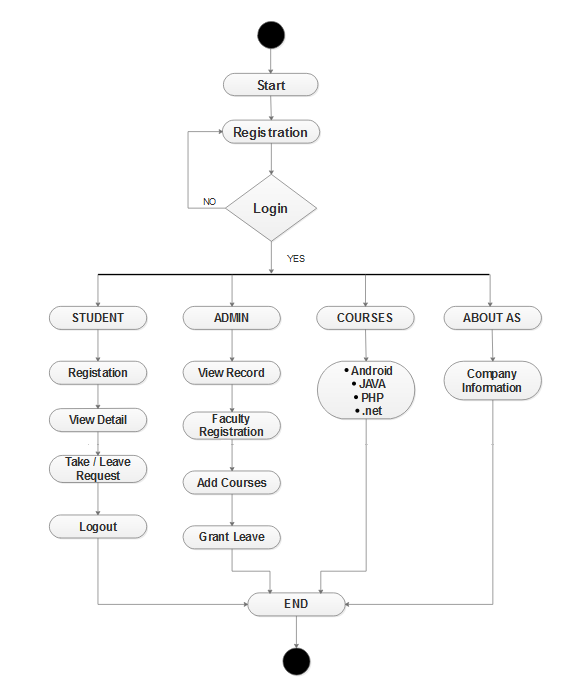 Start
Registration
Login
NO
YES
STUDENT
ADMIN
COURSES
ABOUT AS
Registation
View Record
• Android
• JAVA
• PHP
• .net
Company
Information
View Detail
Faculty
Registration
Take / Leave
Request
Add Courses
Logout
Grant Leave
END